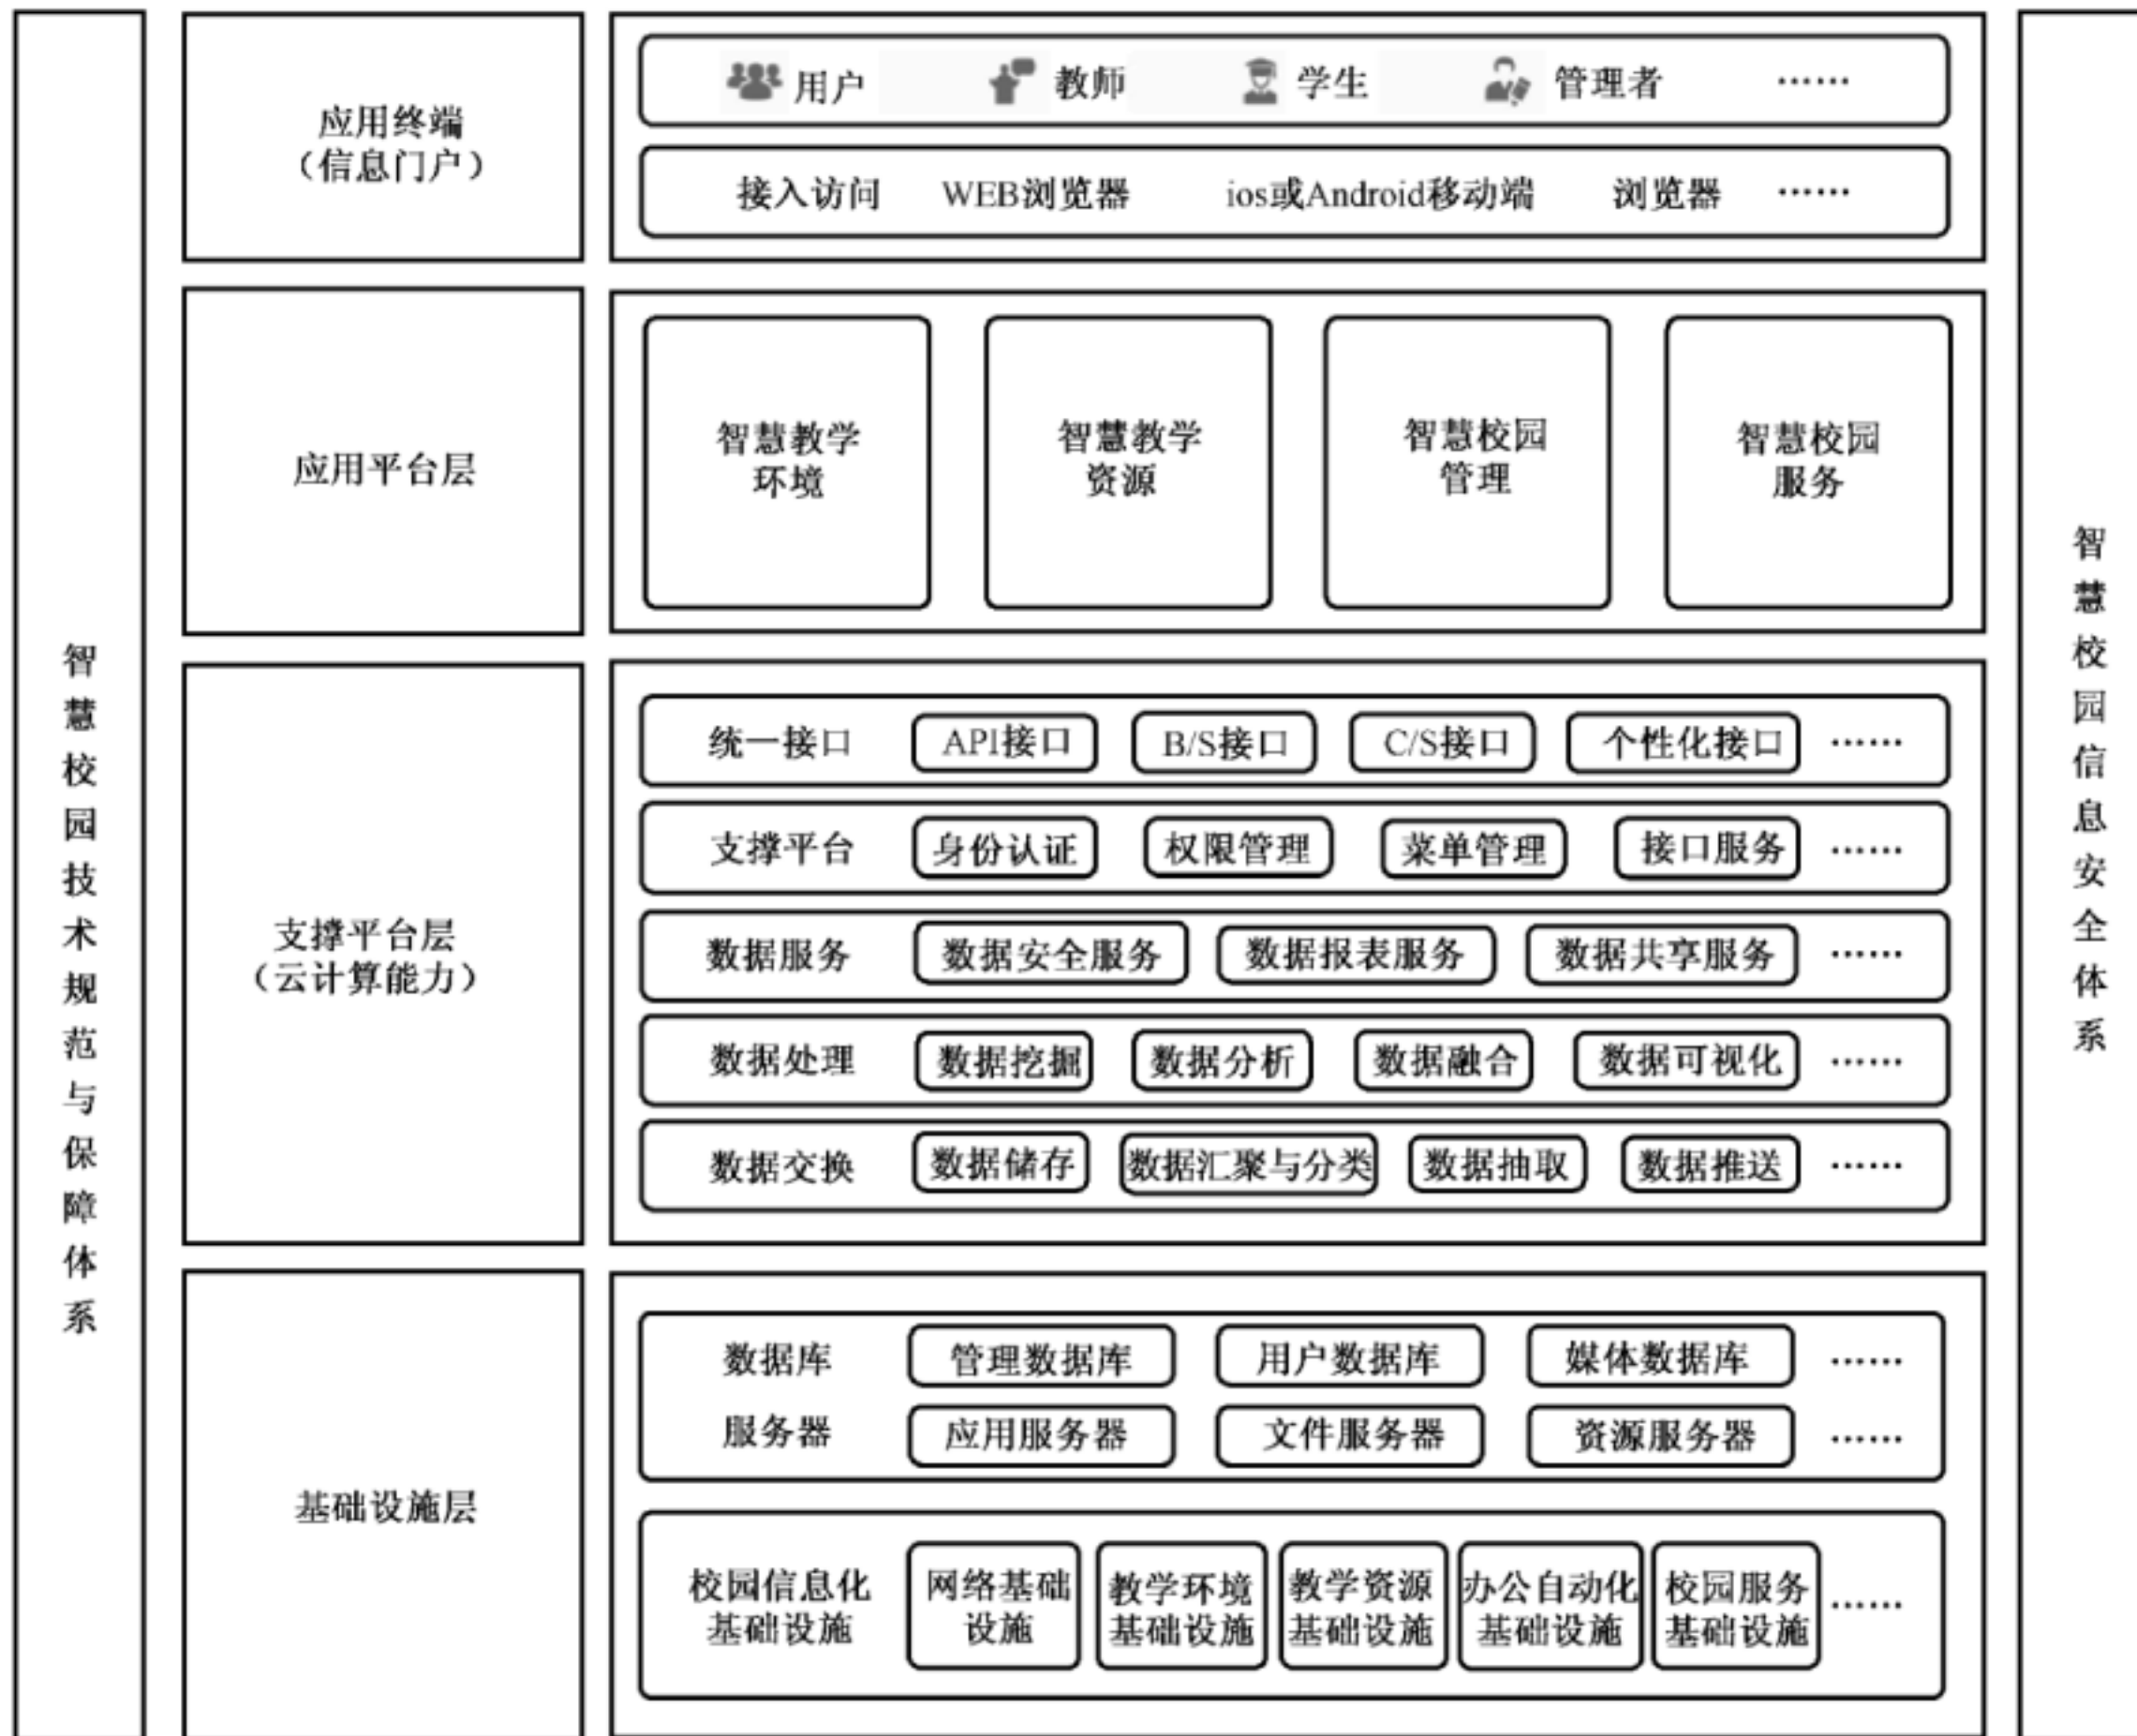 智慧校园技术规范与保障体系
应用终端
（信息门户）
用户 教师 学生 管理者 ……
接入访问 WEB浏览器 ios或Android移动端 浏览器 ……
应用平台层
智慧教学
环境
智慧教学
资源
智慧校园
管理
智慧校园
服务
支撑平台层
（云计算能力）
统一接口 API接口 B/S接口 C/S接口 个性化接口 ……
支撑平台 身份认证 权限管理 菜单管理 接口服务 ……
数据服务 数据安全服务 数据报表服务 数据共享服务 ……
数据处理 数据挖掘 数据分析 数据融合 数据可视化 ……
数据交换 数据储存 数据汇聚与分类 数据抽取 数据推送 ……
基础设施层
数据库 管理数据库 用户数据库 媒体数据库 ……
服务器 应用服务器 文件服务器 资源服务器 ……
校园信息化
基础设施
网络基础
设施
教学环境
基础设施
教学资源
基础设施
办公自动化
基础设施
校园服务
基础设施
……
智慧校园信息安全体系